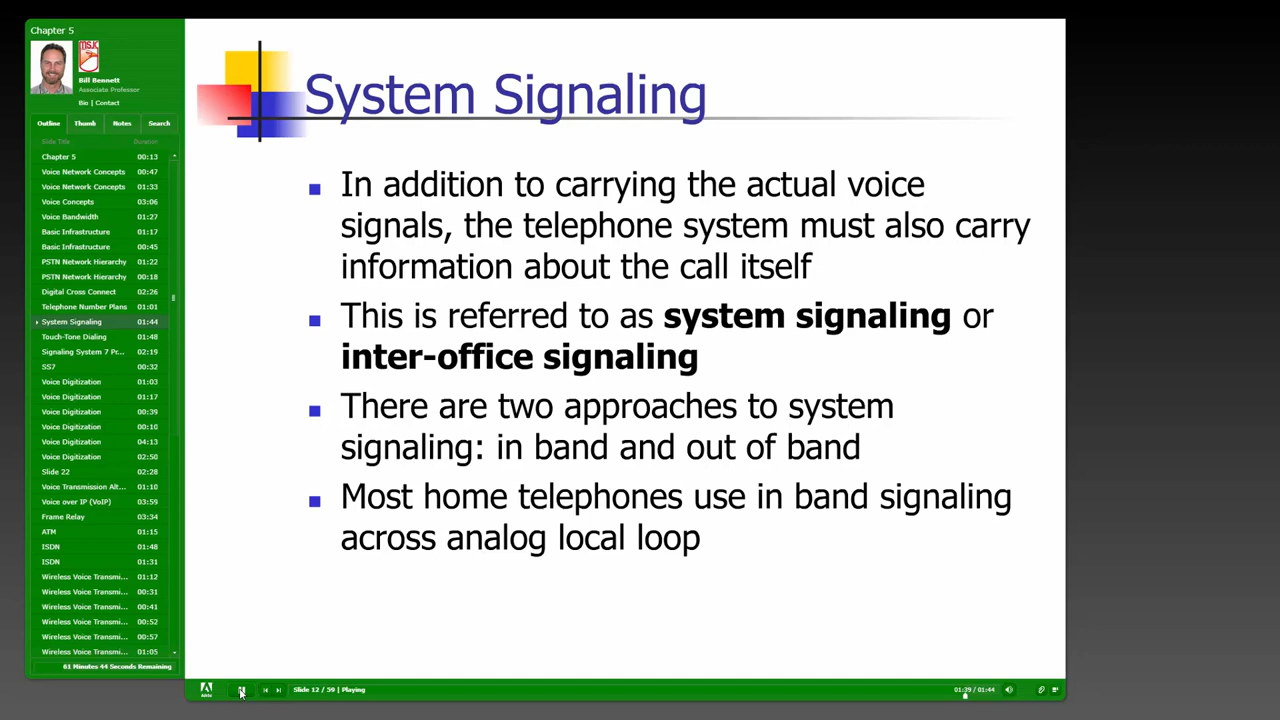 Chapter 5
Bill Bennett
Associate Professor
Bio | Contact
Outline Thumb Notes Search
Slide Title Duration
Chapter 5 00:13
Voice Network Concepts 00:47
Voice Network Concepts 01:33
Voice Concepts 03:06
Voice Bandwidth 01:27
Basic Infrastructure 01:17
Basic Infrastructure 00:45
PSTN Network Hierarchy 01:22
PSTN Network Hierarchy 00:18
Digital Cross Connect 02:26
Telephone Number Plans 01:01
System Signaling 01:44
Touch-Tone Dialing 01:48
Signaling System 7 Pr... 02:19
SS7 00:32
Voice Digitization 01:03
Voice Digitization 01:17
Voice Digitization 00:39
Voice Digitization 00:10
Voice Digitization 04:13
Voice Digitization 02:50
Slide 22 02:28
Voice Transmission Alt... 01:10
Voice over IP (VoIP) 03:59
Frame Relay 03:34
ATM 01:15
ISDN 01:48
ISDN 01:31
Wireless Voice Transmi... 01:12
Wireless Voice Transmi... 00:31
Wireless Voice Transmi... 00:41
Wireless Voice Transmi... 00:52
Wireless Voice Transmi... 00:57
Wireless Voice Transmi... 01:05
61 Minutes 44 Seconds Remaining
System Signaling
In addition to carrying the actual voice
signals, the telephone system must also carry
information about the call itself
This is referred to as system signaling or
inter-office signaling
There are two approaches to system
signaling: in band and out of band
Most home telephones use in band signaling
across analog local loop
Adobe
Slide 12 / 59 | Playing
01:39 / 01:44